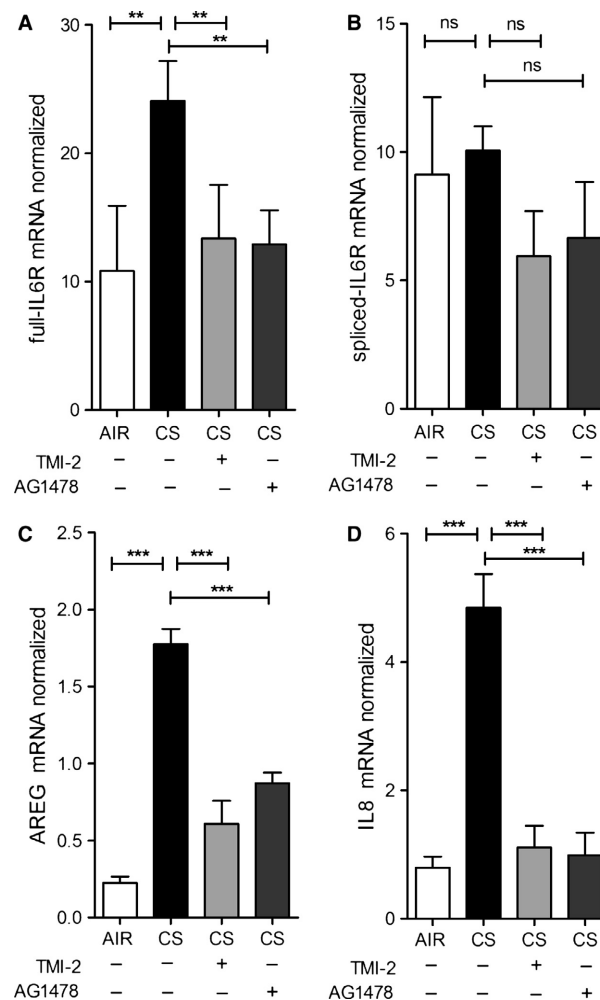 A
full-IL6R mRNA normalized
30
20
10
0
**
**
**
AIR CS CS CS
TMI-2 – – + –
AG1478 – – – +
B
spliced-IL6R mRNA normalized
15
10
5
0
ns
ns
ns
AIR CS CS CS
TMI-2 – – + –
AG1478 – – – +
C
AREG mRNA normalized
2.5
2.0
1.5
1.0
0.5
0.0
***
***
***
AIR CS CS CS
TMI-2 – – + –
AG1478 – – – +
D
IL8 mRNA normalized
6
4
2
0
***
***
***
AIR CS CS CS
TMI-2 – – + –
AG1478 – – – +